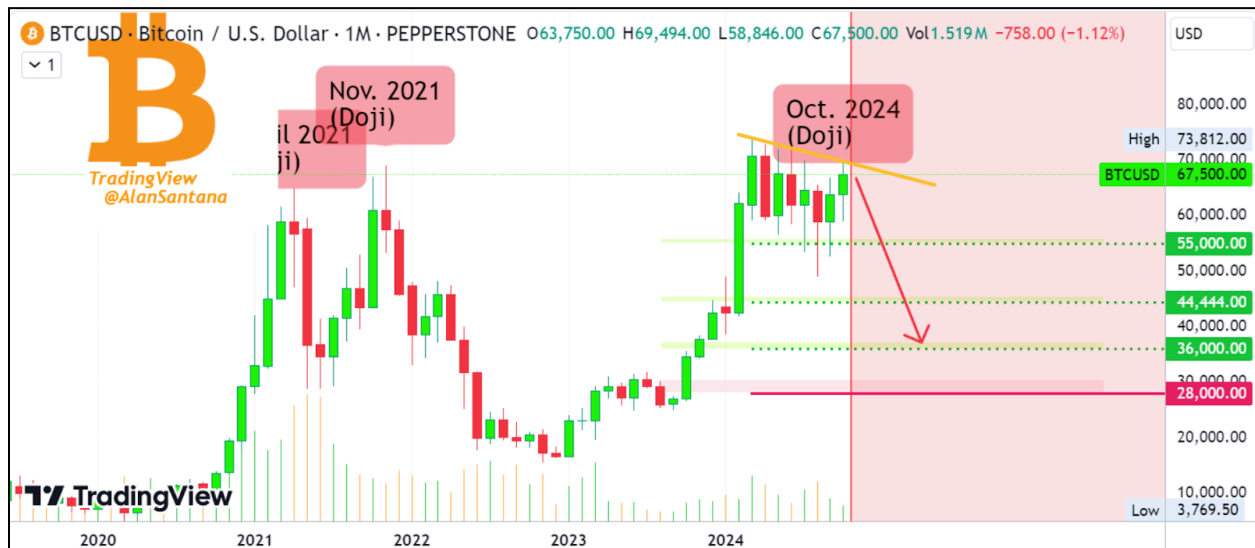 BTCUSD · Bitcoin / U.S. Dollar · 1M · PEPPERSTONE O63,750.00 H69,494.00 L58,846.00 C67,500.00 Vol1.519M −758.00 (−1.12%)
USD
1
TradingView
@AlanSantana
il 2021
ji)
Nov. 2021
(Doji)
Oct. 2024
(Doji)
80,000.00
High 73,812.00
70,000.00
BTCUSD 67,500.00
60,000.00
55,000.00
50,000.00
44,444.00
40,000.00
36,000.00
30,000.00
28,000.00
20,000.00
10,000.00
Low 3,769.50
TradingView
2020 2021 2022 2023 2024